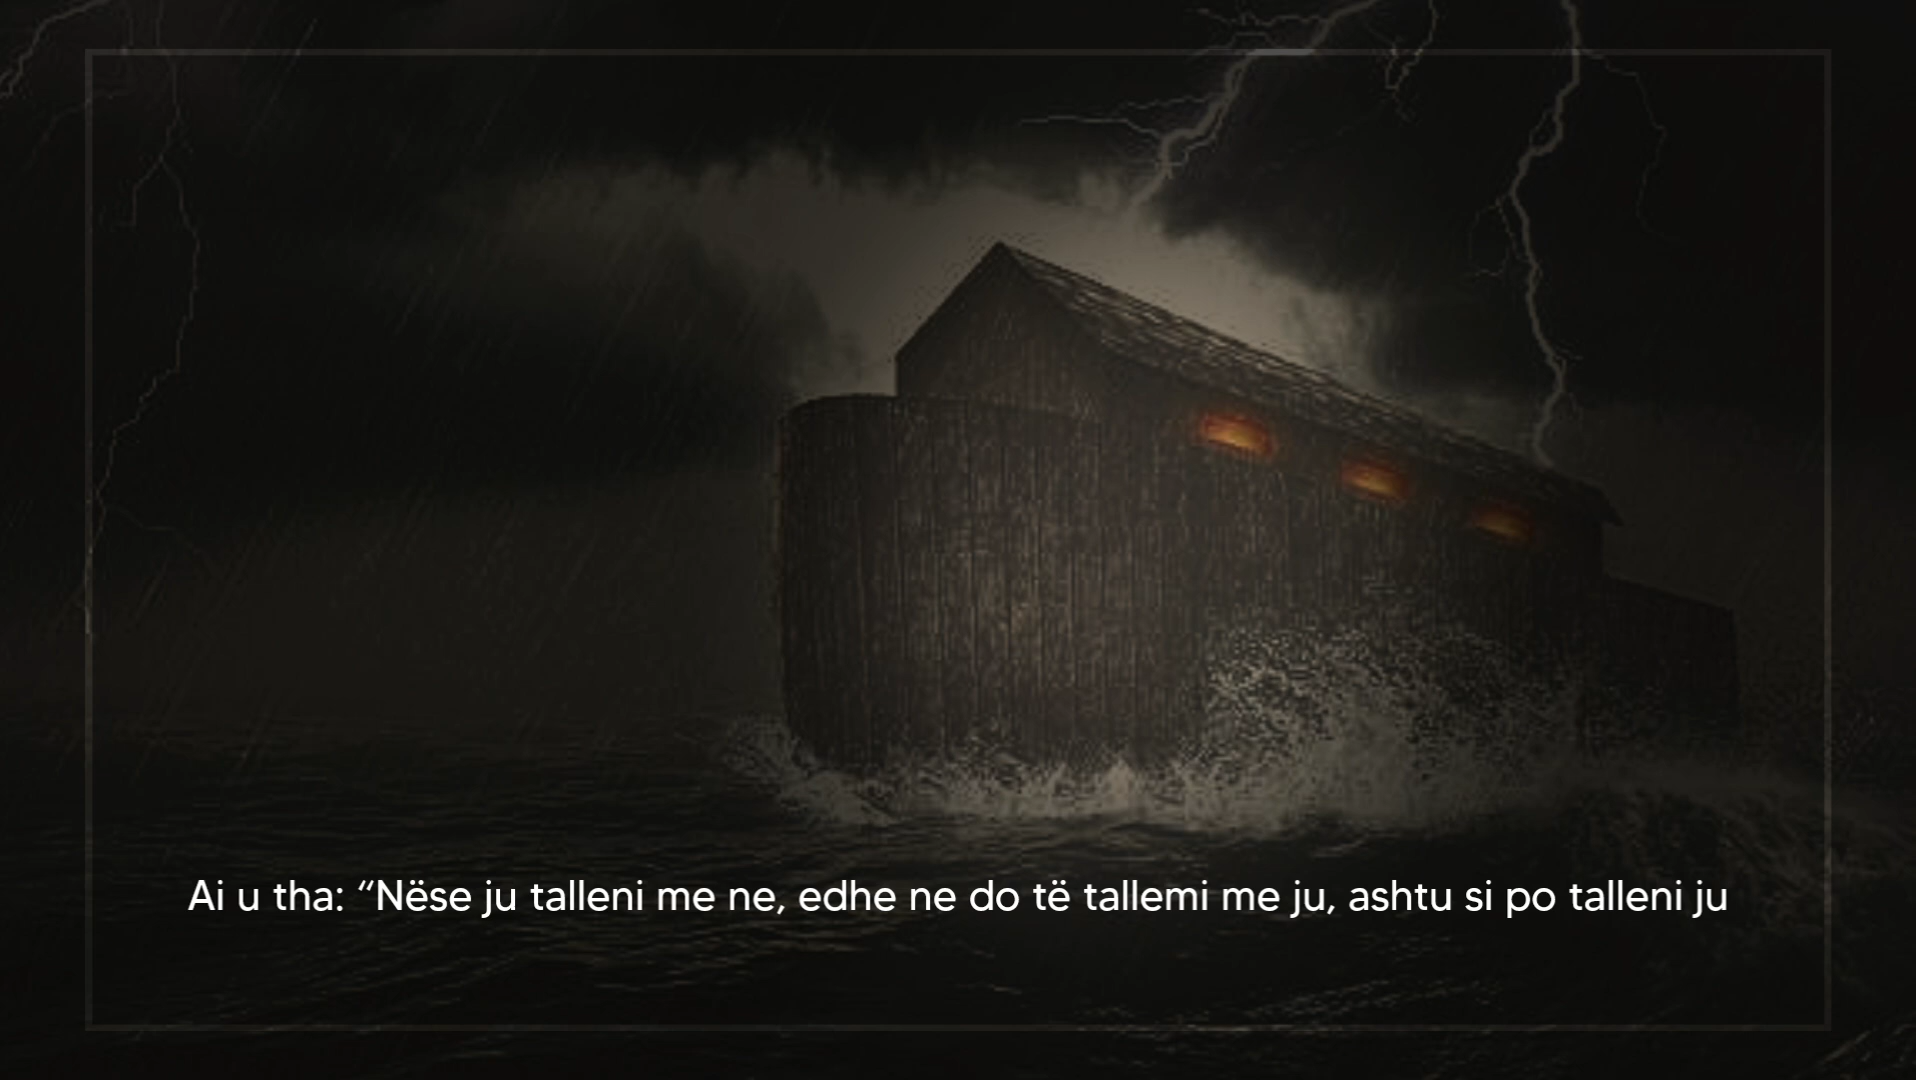 Ai u tha: “Nëse ju talleni me ne, edhe ne do të tallemi me ju, ashtu si po talleni ju